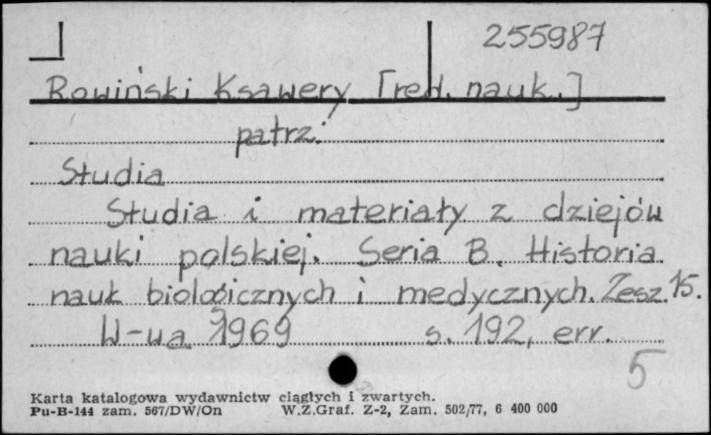 255987
Rowiński Ksawery [red. nauk.]
patrz:
Studia
Studia i materiały z dziejów
nauki polskiej. Seria B. Historia
nauk biologicznych i medycznych. Zesz. 15.
W-wa 1969 s. 192, err.
5
Karta katalogowa wydawnictw ciągłych i zwartych.
Pu-B-144 zam. 567/DW/On W.Z.Graf. Z-2, Zam. 502/77, 6 400 000